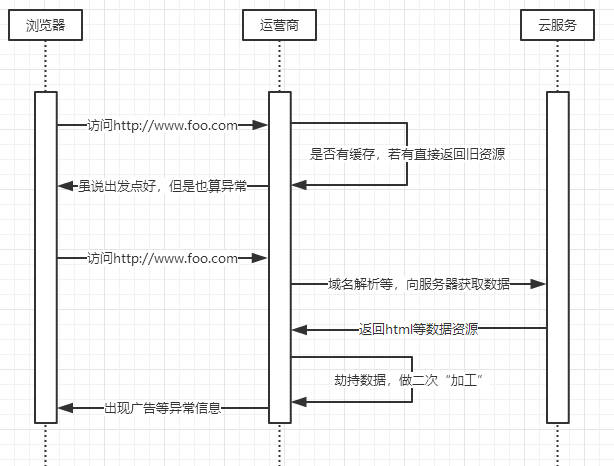 浏览器
运营商
云服务
访问http://www.foo.com
是否有缓存，若有直接返回旧资源
虽说出发点好，但是也算异常
访问http://www.foo.com
域名解析等，向服务器获取数据
返回html等数据资源
劫持数据，做二次“加工”
出现广告等异常信息